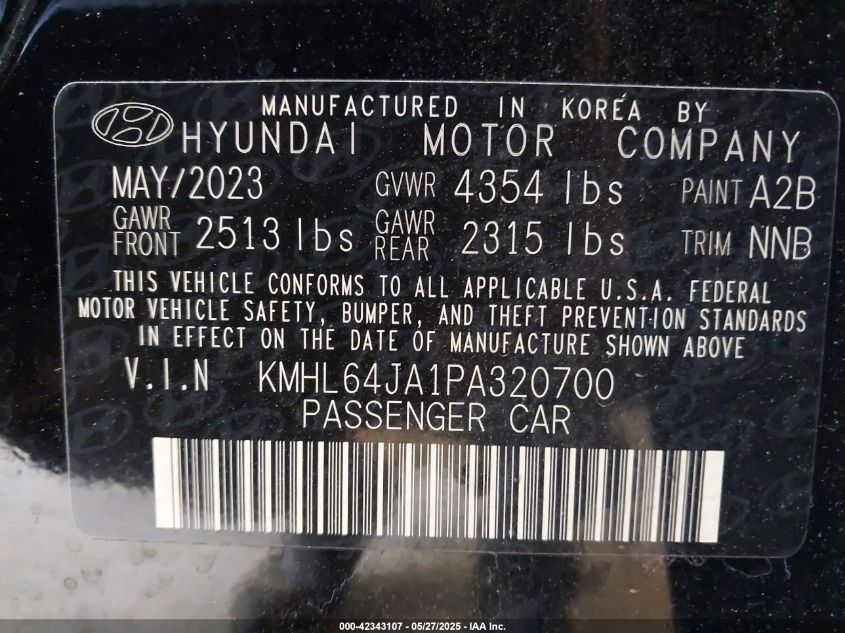 MANUFACTURED IN KOREA BY
HYUNDAI MOTOR COMPANY
MAY/2023 GVWR 4354 lbs PAINT A2B
GAWR FRONT 2513 lbs GAWR REAR 2315 lbs TRIM NNB
THIS VEHICLE CONFORMS TO ALL APPLICABLE U.S.A. FEDERAL
MOTOR VEHICLE SAFETY, BUMPER, AND THEFT PREVENTION STANDARDS
IN EFFECT ON THE DATE OF MANUFACTURE SHOWN ABOVE
V.I.N KMHL64JA1PA320700
PASSENGER CAR
000-42343107 - 05/27/2025 - IAA Inc.